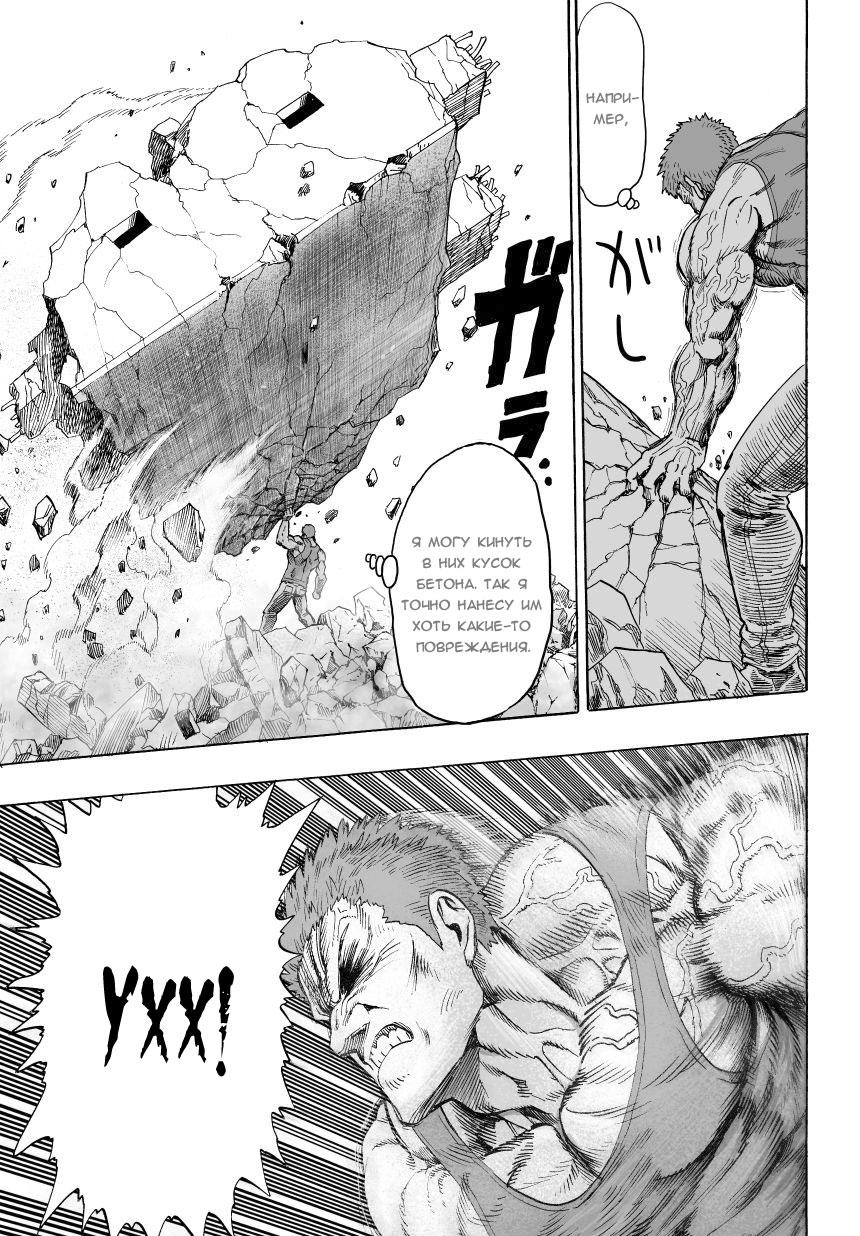 НАПРИ-
МЕР,
がし
ガラ..
Я МОГУ КИНУТЬ
В НИХ КУСОК
БЕТОНА. ТАК Я
ТОЧНО НАНЕСУ ИМ
ХОТЬ КАКИЕ-ТО
ПОВРЕЖДЕНИЯ.
УХХ!